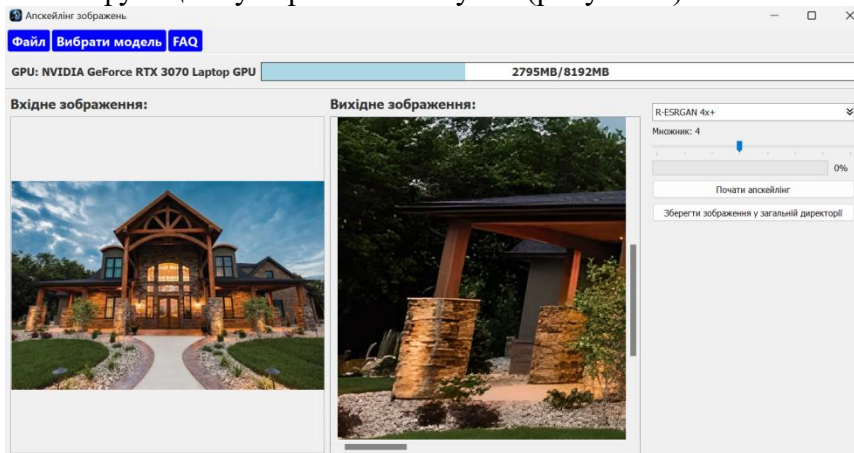 Апскейлінг зображень
Файл Вибрати модель FAQ
GPU: NVIDIA GeForce RTX 3070 Laptop GPU 2795MB/8192MB
Вхідне зображення: Вихідне зображення:
R-ESRGAN 4x+
Множник: 4
0%
Почати апскейлінг
Зберегти зображення у загальній директорії